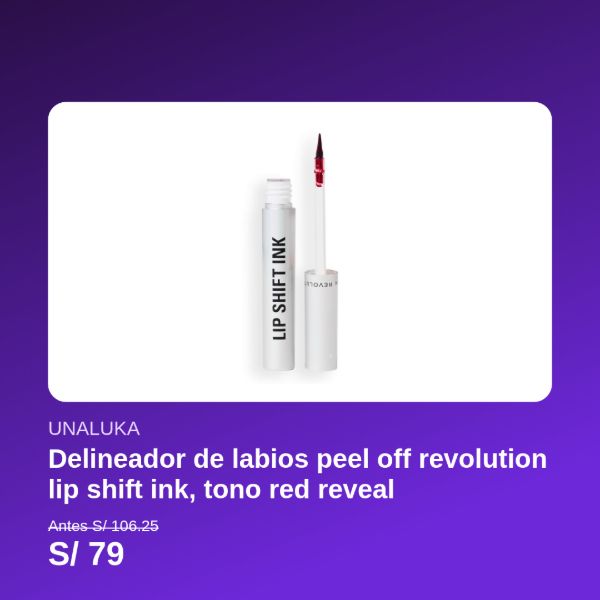 LIP SHIFT INK
UNALUKA
Delineador de labios peel off revolution
lip shift ink, tono red reveal
Antes S/ 106.25
S/ 79